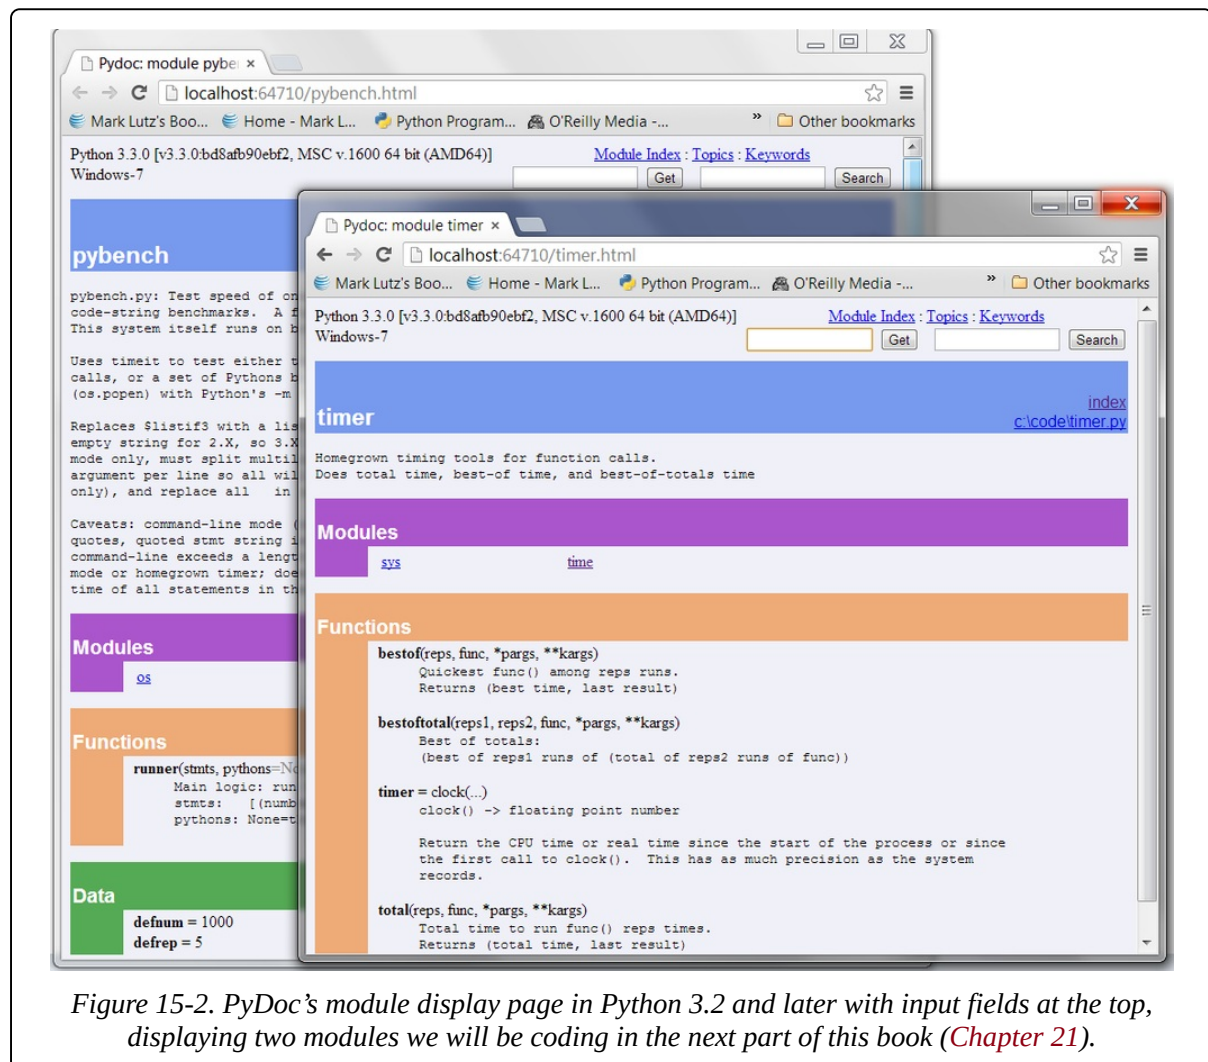 Pydoc: module pybe
localhost:64710/pybench.html
Mark Lutz's Boo... Home - Mark L... Python Program... O'Reilly Media -... » Other bookmarks
Python 3.3.0 [v3.3.0:bd8afb90ebf2, MSC v.1600 64 bit (AMD64)]
Windows-7
Module Index : Topics : Keywords
Get Search
pybench
pybench.py: Test speed of on
code-string benchmarks. A f
This system itself runs on b
Uses timeit to test either t
calls, or a set of Pythons b
(os.popen) with Python's -m
Replaces $listif3 with a lis
empty string for 2.X, so 3.X
mode only, must split multil
argument per line so all wil
only), and replace all in
Caveats: command-line mode (
quotes, quoted stmt string i
command-line exceeds a lengt
mode or homegrown timer; doe
time of all statements in th
Modules
os
Functions
runner(stmts, pythons=No
Main logic: run
stmts: [(numb
pythons: None=t
Data
defnum = 1000
defrep = 5
Pydoc: module timer
localhost:64710/timer.html
Mark Lutz's Boo... Home - Mark L... Python Program... O'Reilly Media -... » Other bookmarks
Python 3.3.0 [v3.3.0:bd8afb90ebf2, MSC v.1600 64 bit (AMD64)]
Windows-7
Module Index : Topics : Keywords
Get Search
timer
index
c:\code\timer.py
Homegrown timing tools for function calls.
Does total time, best-of time, and best-of-totals time
Modules
sys time
Functions
bestof(reps, func, *pargs, **kargs)
Quickest func() among reps runs.
Returns (best time, last result)
bestoftotal(reps1, reps2, func, *pargs, **kargs)
Best of totals:
(best of reps1 runs of (total of reps2 runs of func))
timer = clock(...)
clock() -> floating point number
Return the CPU time or real time since the start of the process or since
the first call to clock(). This has as much precision as the system
records.
total(reps, func, *pargs, **kargs)
Total time to run func() reps times.
Returns (total time, last result)
Figure 15-2. PyDoc’s module display page in Python 3.2 and later with input fields at the top,
displaying two modules we will be coding in the next part of this book (Chapter 21).